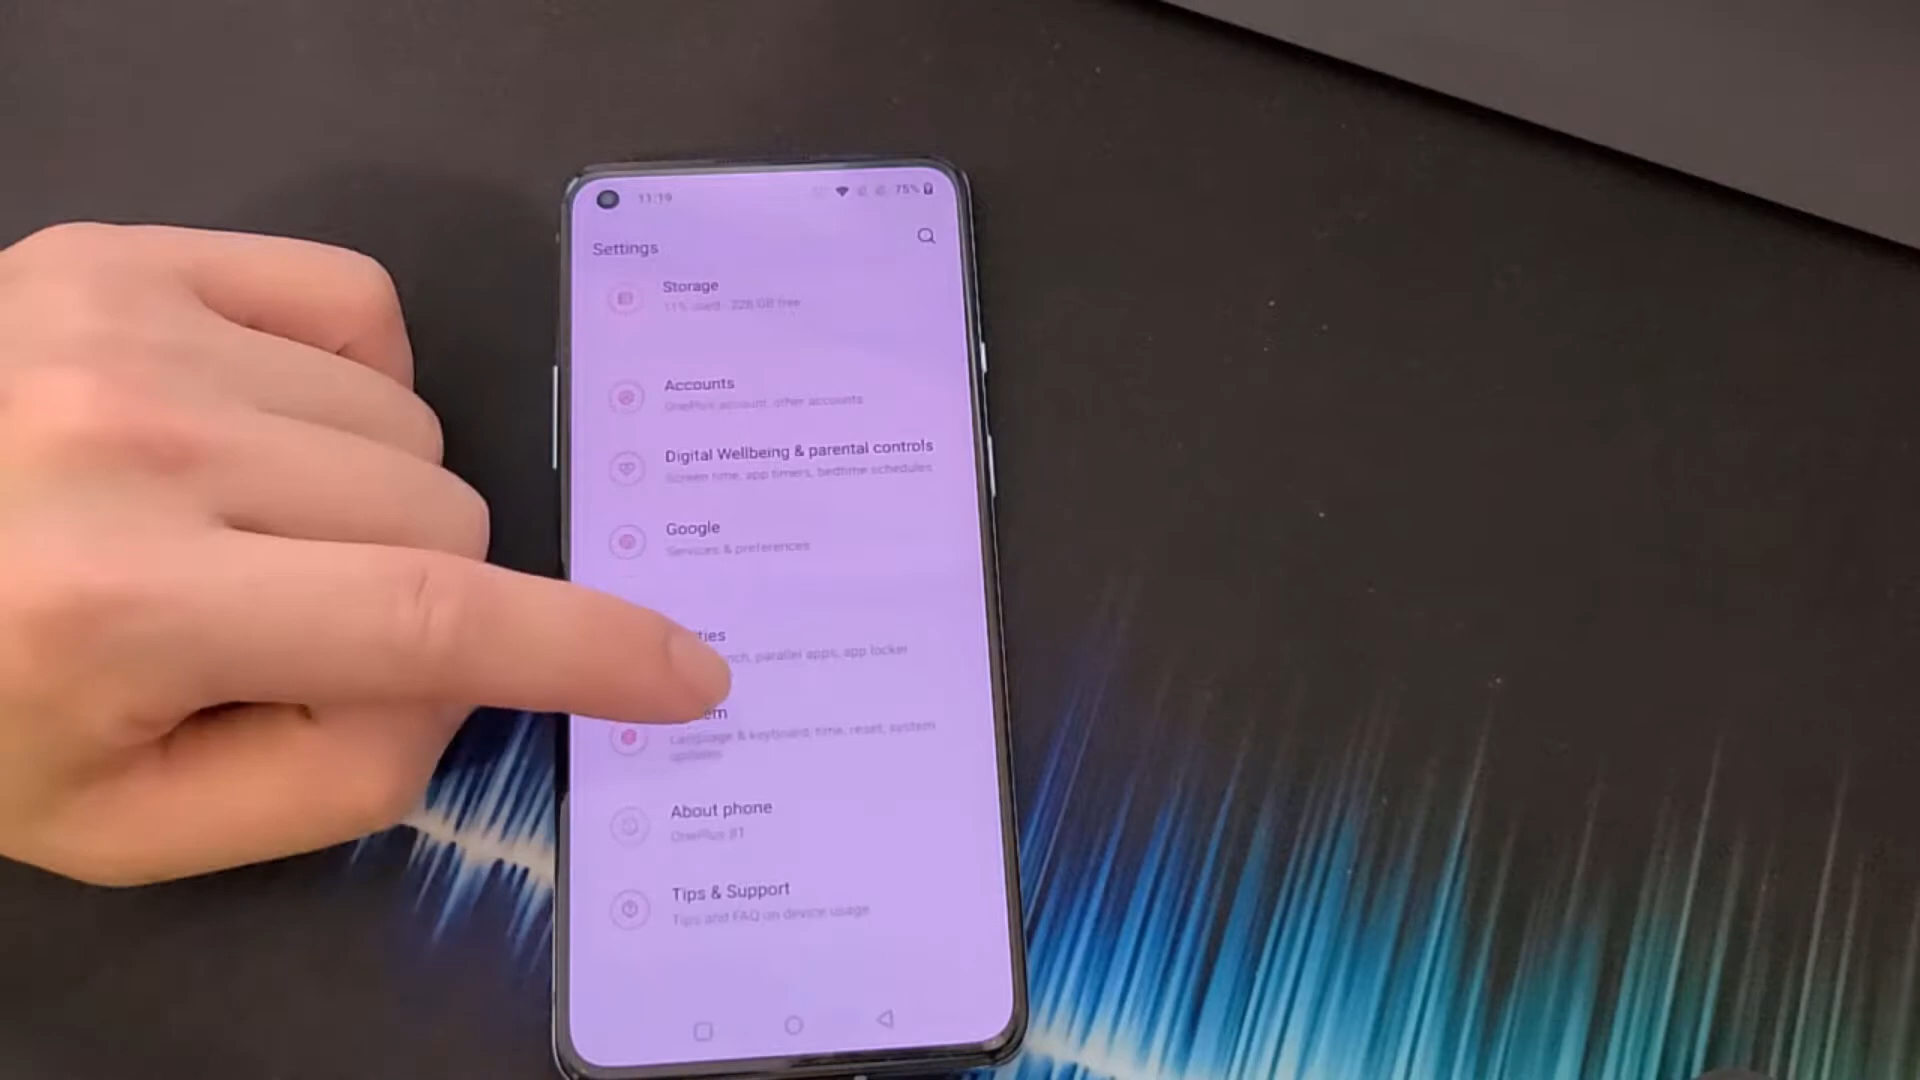 11:19
75%
Settings
Storage
11% used - 228 GB free
Accounts
OnePlus account, other accounts
Digital Wellbeing & parental controls
Screen time, app timers, bedtime schedules
Google
Services & preferences
ties
nch, parallel apps, app locker
em
Language & keyboard, time, reset, system
updates
About phone
OnePlus 8T
Tips & Support
Tips and FAQ on device usage